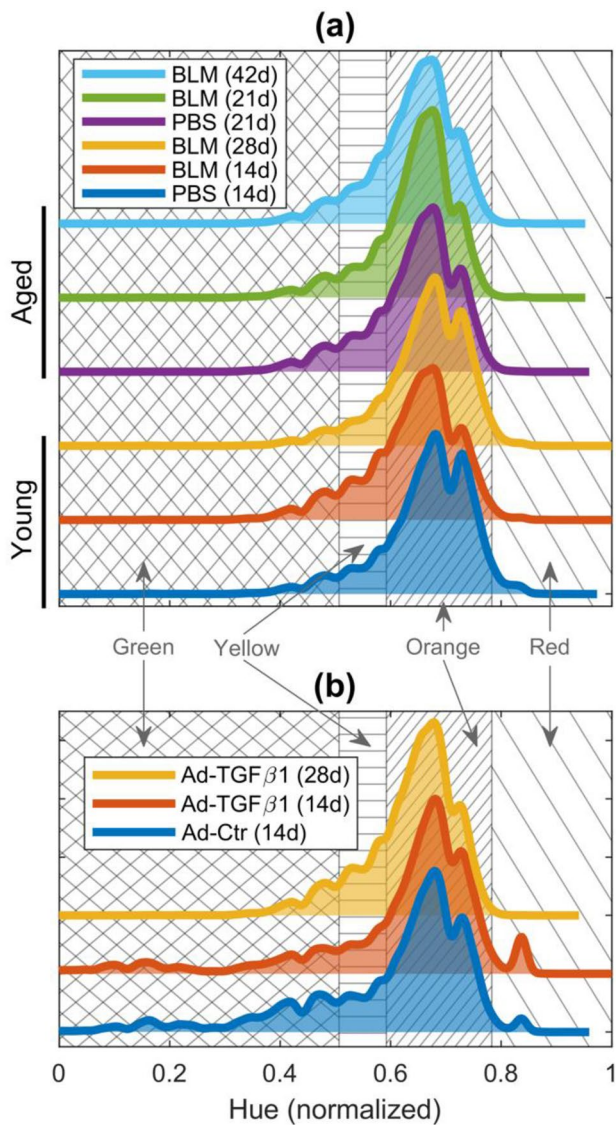 (a)
BLM (42d)
BLM (21d)
PBS (21d)
BLM (28d)
BLM (14d)
PBS (14d)
Aged
Young
Green
Yellow
Orange
Red
(b)
Ad-TGFβ1 (28d)
Ad-TGFβ1 (14d)
Ad-Ctr (14d)
0
0.2
0.4
0.6
0.8
1
Hue (normalized)